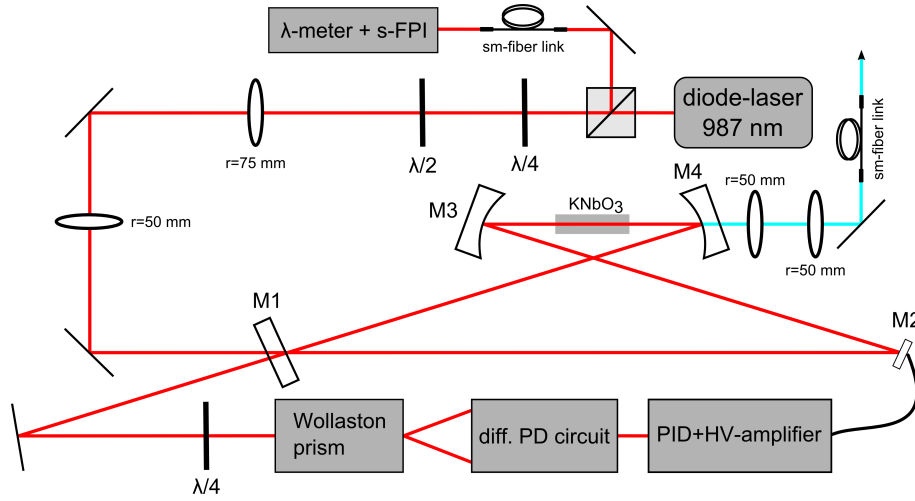 λ-meter + s-FPI
sm-fiber link
diode-laser
987 nm
sm-fiber link
r=75 mm
λ/2
λ/4
r=50 mm
M3
KNbO3
M4
r=50 mm
r=50 mm
M1
M2
Wollaston
prism
diff. PD circuit
PID+HV-amplifier
λ/4